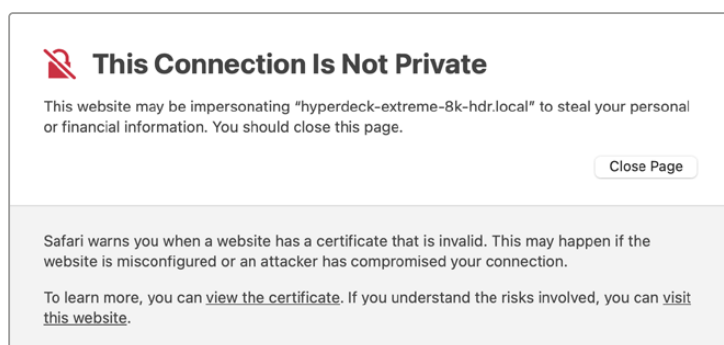 This Connection Is Not Private
This website may be impersonating “hyperdeck-extreme-8k-hdr.local” to steal your personal
or financial information. You should close this page.
Close Page
Safari warns you when a website has a certificate that is invalid. This may happen if the
website is misconfigured or an attacker has compromised your connection.
To learn more, you can view the certificate. If you understand the risks involved, you can visit
this website.